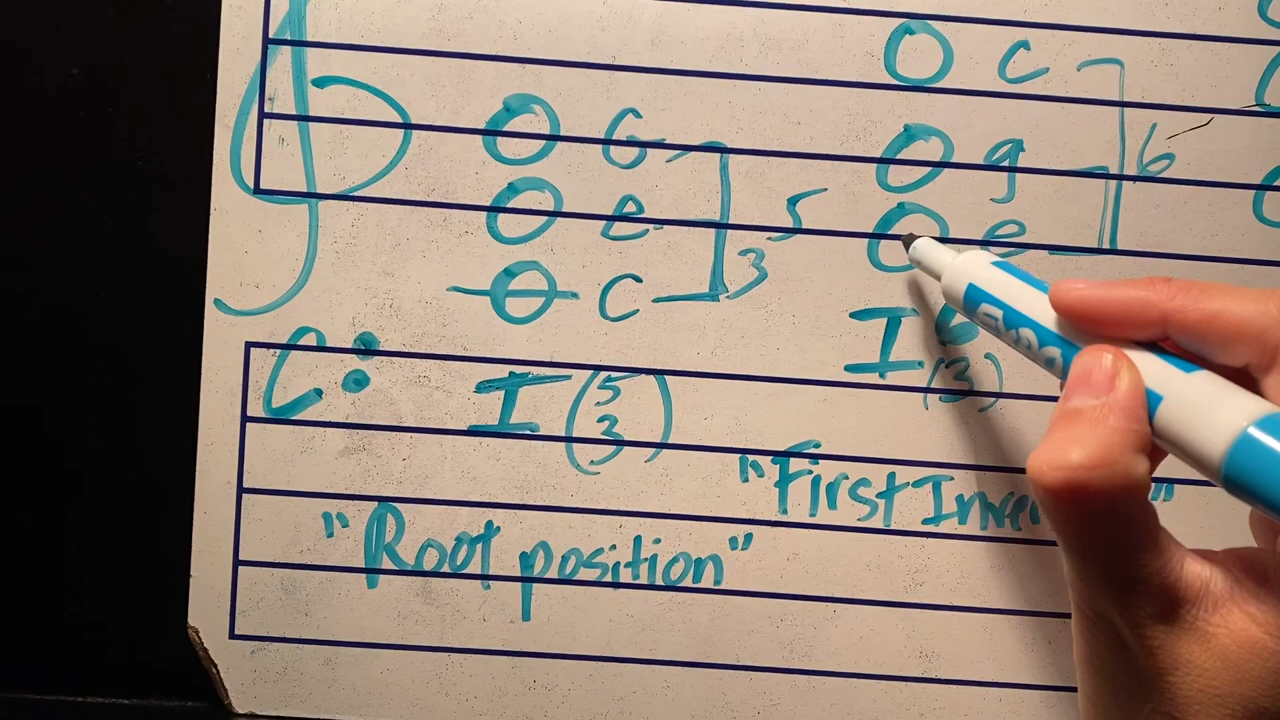 c
G g 6
e 5 e
C 3
I 6
(3)
C: I (5
3)
"First Inver"
"Root position"